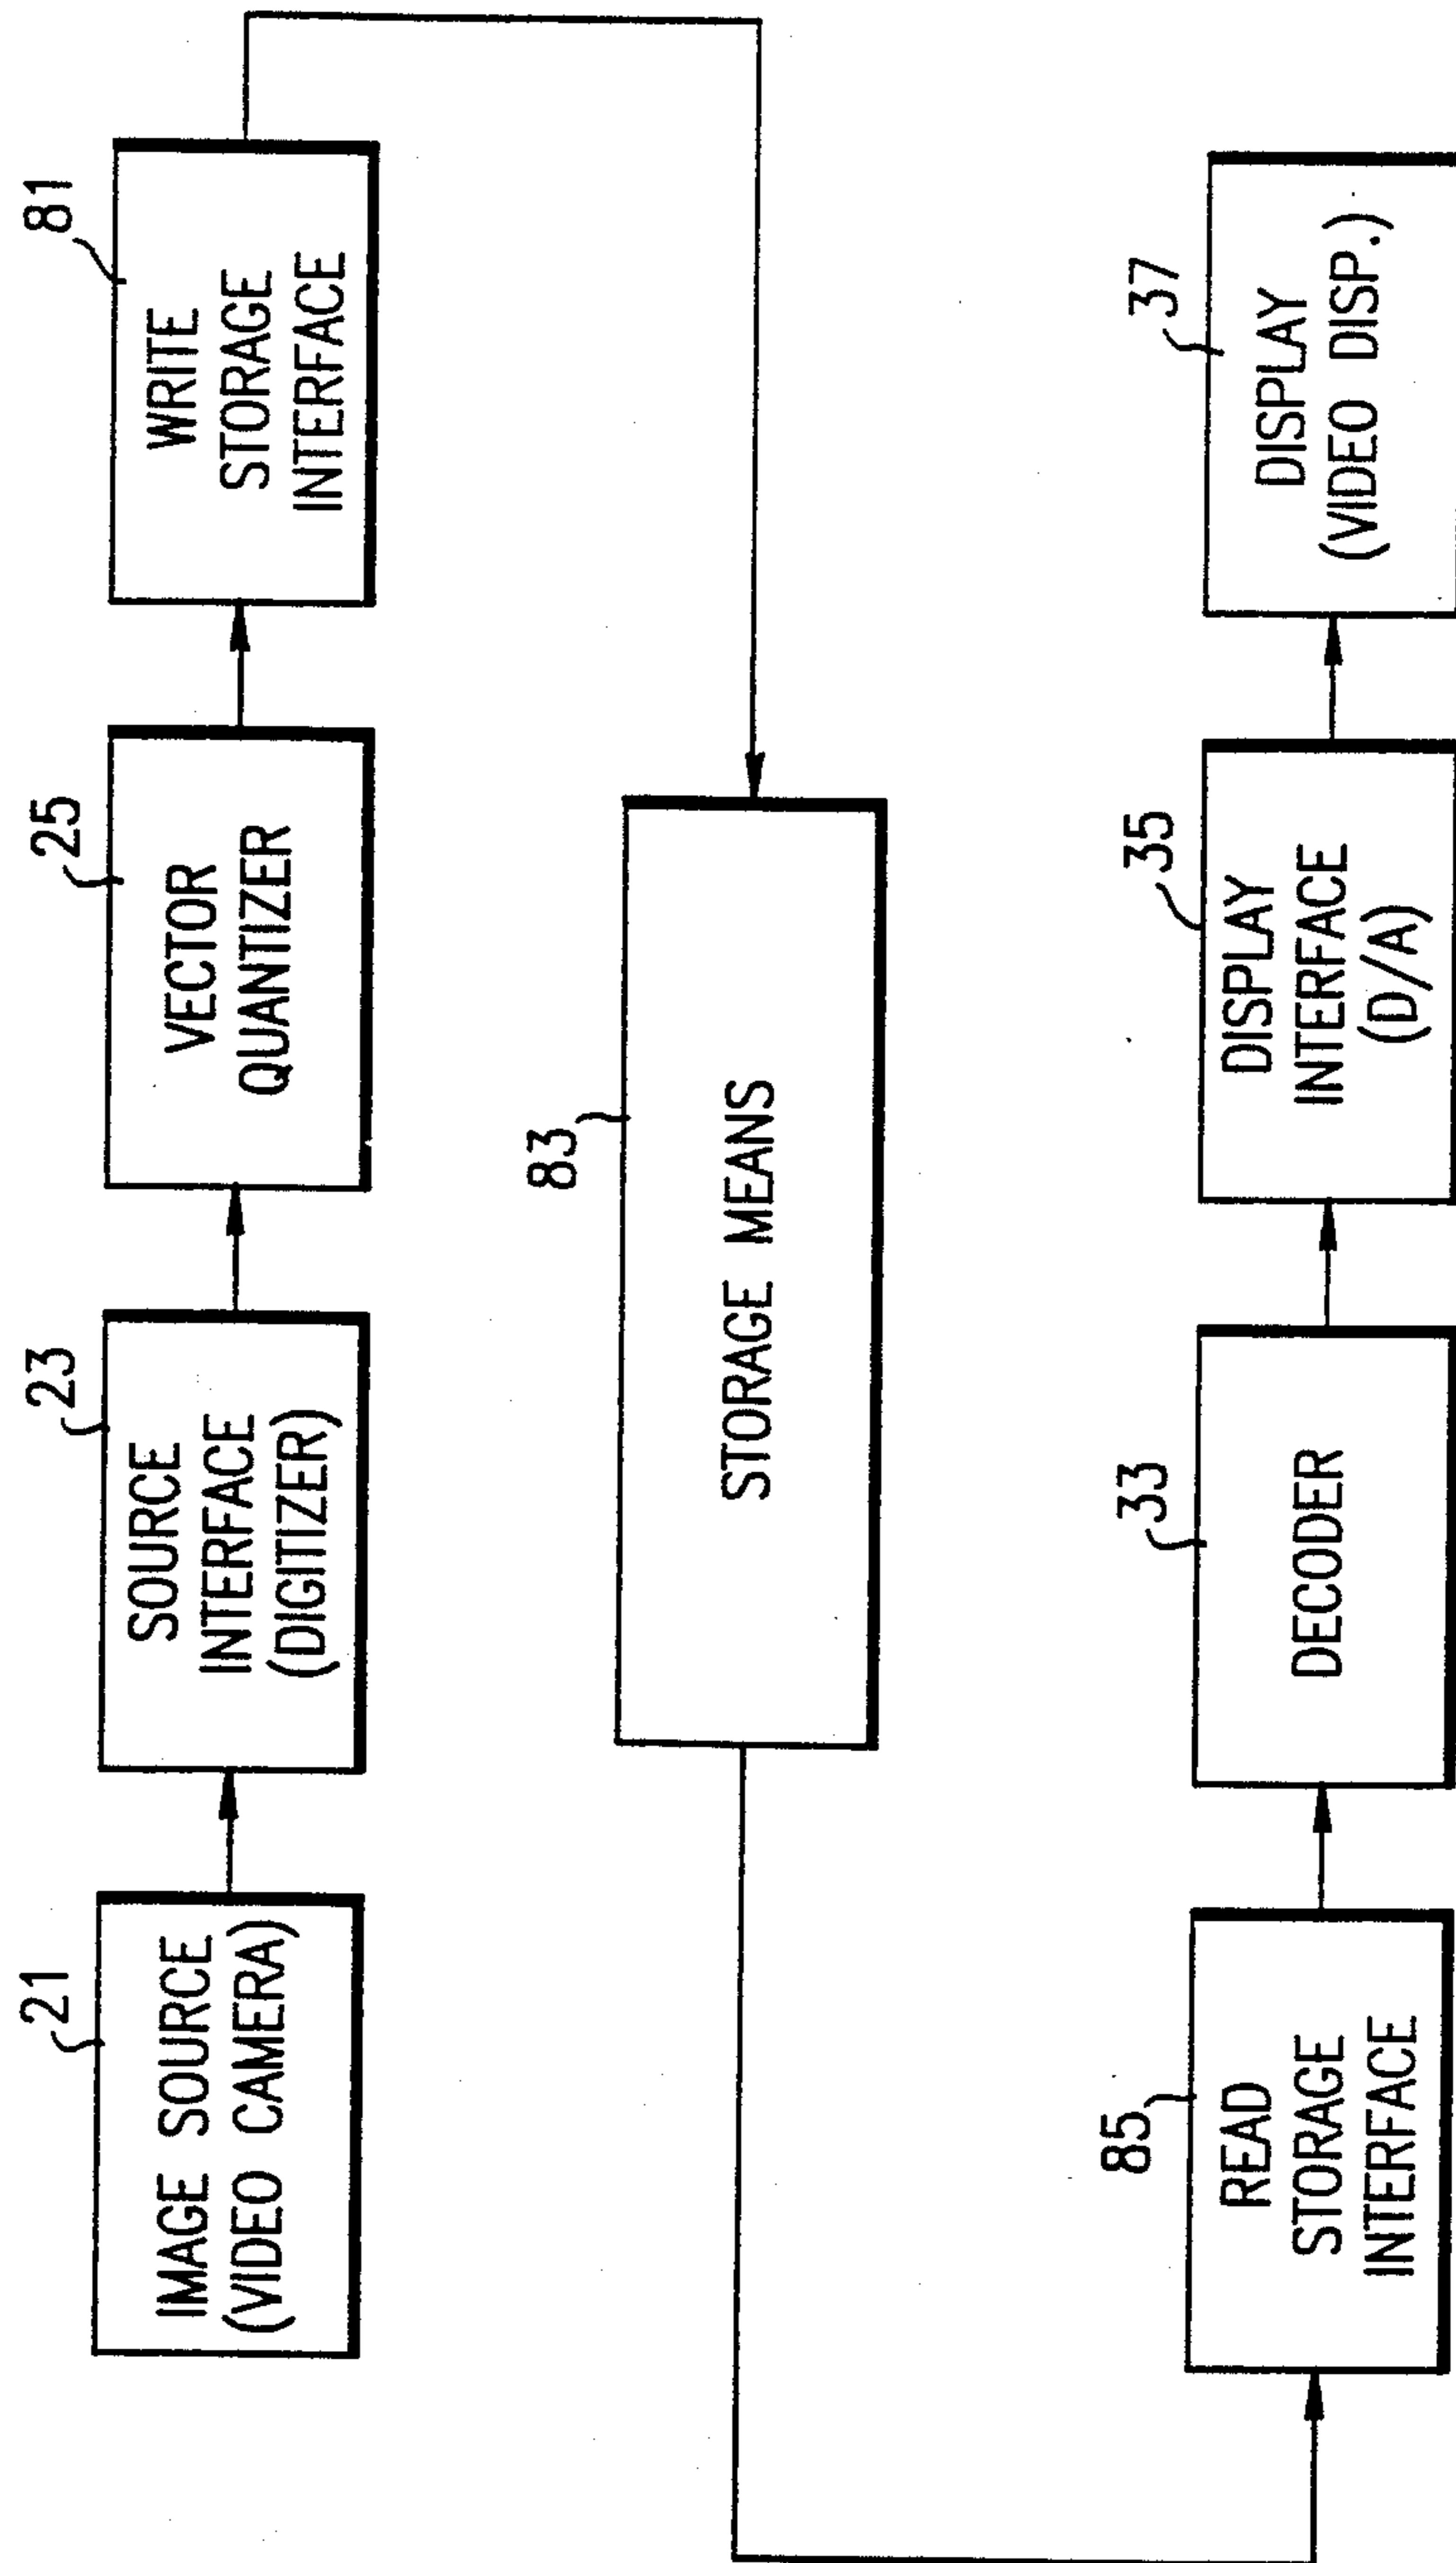 21
IMAGE SOURCE
(VIDEO CAMERA)
23
SOURCE
INTERFACE
(DIGITIZER)
25
VECTOR
QUANTIZER
81
WRITE
STORAGE
INTERFACE
83
STORAGE MEANS
85
READ
STORAGE
INTERFACE
33
DECODER
35
DISPLAY
INTERFACE
(D/A)
37
DISPLAY
(VIDEO DISP.)